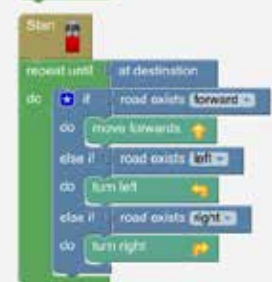 Start
repeat until at destination
do if road exists forward
do move forwards
else if road exists left
do turn left
else if road exists right
do turn right